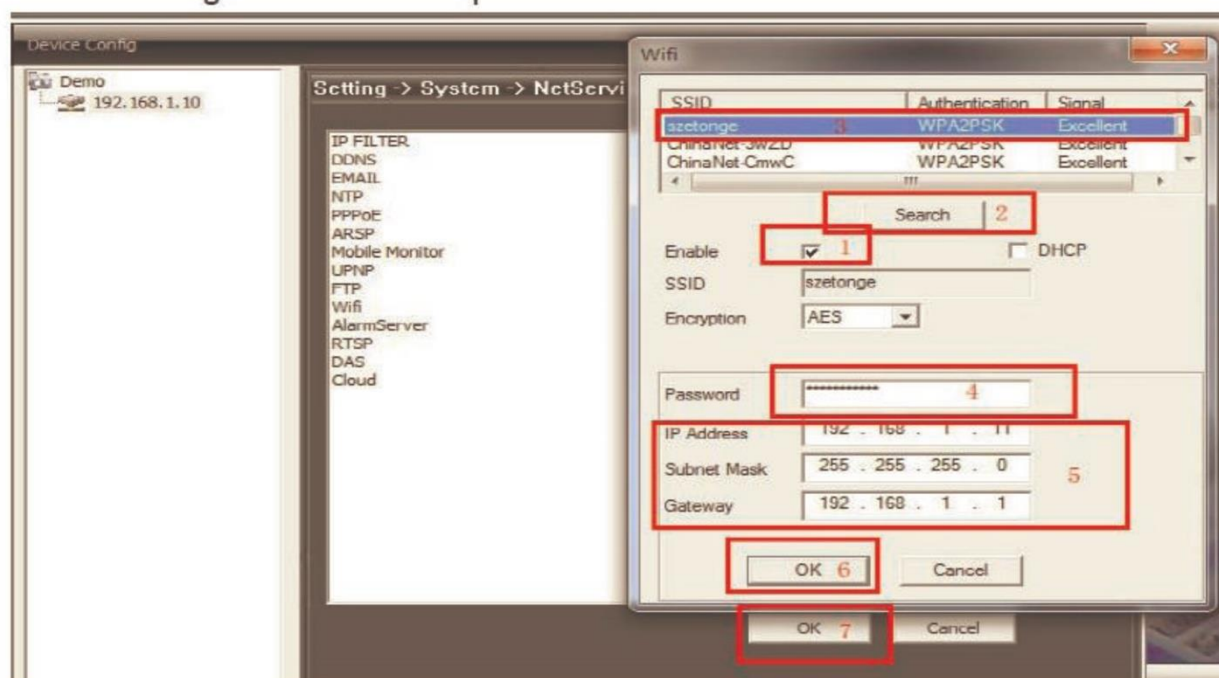 Device Config
Demo
192.168.1.10
Setting -> System -> NetServi
IP FILTER
DDNS
EMAIL
NTP
PPPoE
ARSP
Mobile Monitor
UPNP
FTP
Wifi
AlarmServer
RTSP
DAS
Cloud
Wifi
SSID Authentication Signal
szetonge 3 WPA2PSK Excellent
ChinaNet-3wZD WPA2PSK Excellent
ChinaNet-CmwC WPA2PSK Excellent
Search 2
Enable 1 DHCP
SSID szetonge
Encryption AES
Password *********** 4
IP Address 192 . 168 . 1 . 11
Subnet Mask 255 . 255 . 255 . 0 5
Gateway 192 . 168 . 1 . 1
OK 6 Cancel
OK 7 Cancel